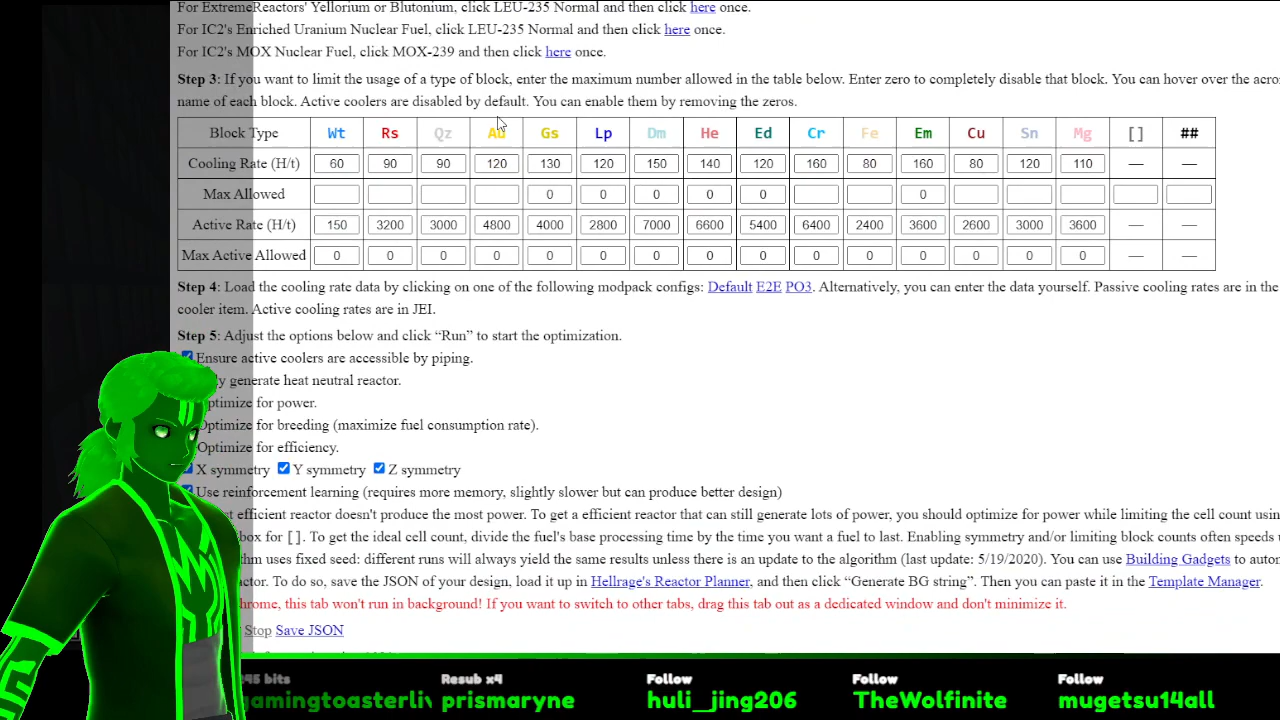 For ExtremeReactors' Yellorium or Blutonium, click LEU-235 Normal and then click here once.
For IC2's Enriched Uranium Nuclear Fuel, click LEU-235 Normal and then click here once.
For IC2's MOX Nuclear Fuel, click MOX-239 and then click here once.
Step 3: If you want to limit the usage of a type of block, enter the maximum number allowed in the table below. Enter zero to completely disable that block. You can hover over the acro
name of each block. Active coolers are disabled by default. You can enable them by removing the zeros.
Block Type Wt Rs Qz Au Gs Lp Dm He Ed Cr Fe Em Cu Sn Mg [] ##
Cooling Rate (H/t) 60 90 90 120 130 120 150 140 120 160 80 160 80 120 110 — —
Max Allowed 0 0 0 0 0 0
Active Rate (H/t) 150 3200 3000 4800 4000 2800 7000 6600 5400 6400 2400 3600 2600 3000 3600 — —
Max Active Allowed 0 0 0 0 0 0 0 0 0 0 0 0 0 0 0 — —
Step 4: Load the cooling rate data by clicking on one of the following modpack configs: Default E2E PO3. Alternatively, you can enter the data yourself. Passive cooling rates are in the
cooler item. Active cooling rates are in JEI.
Step 5: Adjust the options below and click “Run” to start the optimization.
Ensure active coolers are accessible by piping.
y generate heat neutral reactor.
ptimize for power.
Optimize for breeding (maximize fuel consumption rate).
Optimize for efficiency.
X symmetry Y symmetry Z symmetry
Use reinforcement learning (requires more memory, slightly slower but can produce better design)
st efficient reactor doesn't produce the most power. To get a efficient reactor that can still generate lots of power, you should optimize for power while limiting the cell count usin
box for []. To get the ideal cell count, divide the fuel's base processing time by the time you want a fuel to last. Enabling symmetry and/or limiting block counts often speeds
thm uses fixed seed: different runs will always yield the same results unless there is an update to the algorithm (last update: 5/19/2020). You can use Building Gadgets to autom
actor. To do so, save the JSON of your design, load it up in Hellrage's Reactor Planner, and then click “Generate BG string”. Then you can paste it in the Template Manager.
hrome, this tab won't run in background! If you want to switch to other tabs, drag this tab out as a dedicated window and don't minimize it.
Stop Save JSON
45 bits Resub x4 Follow Follow Follow
gamingtoasterliv prismaryne huli_jing206 TheWolfinite mugetsu14all